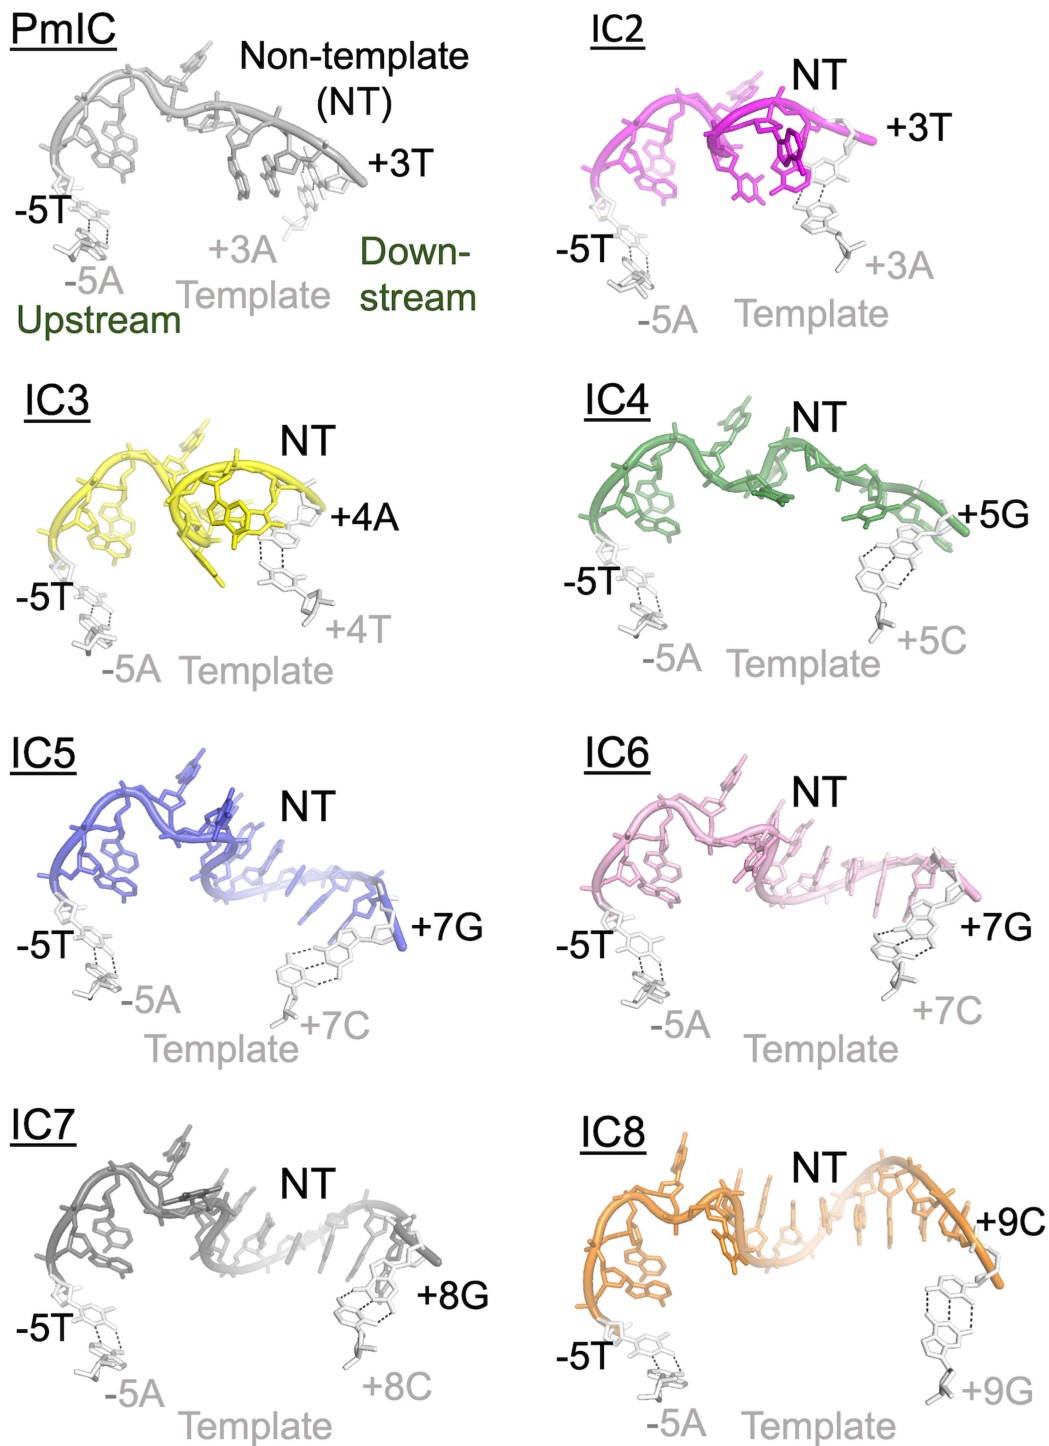 PmIC
Non-template
(NT)
+3T
-5T
+3A
-5A
Template
Down-
stream
Upstream
IC2
NT
+3T
-5T
+3A
-5A
Template
IC3
NT
+4A
-5T
+4T
-5A
Template
IC4
NT
+5G
-5T
+5C
-5A
Template
IC5
NT
+7G
-5T
-5A
+7C
Template
IC6
NT
+7G
-5T
+7C
-5A
Template
IC7
NT
+8G
-5T
+8C
-5A
Template
IC8
NT
+9C
-5T
+9G
-5A
Template